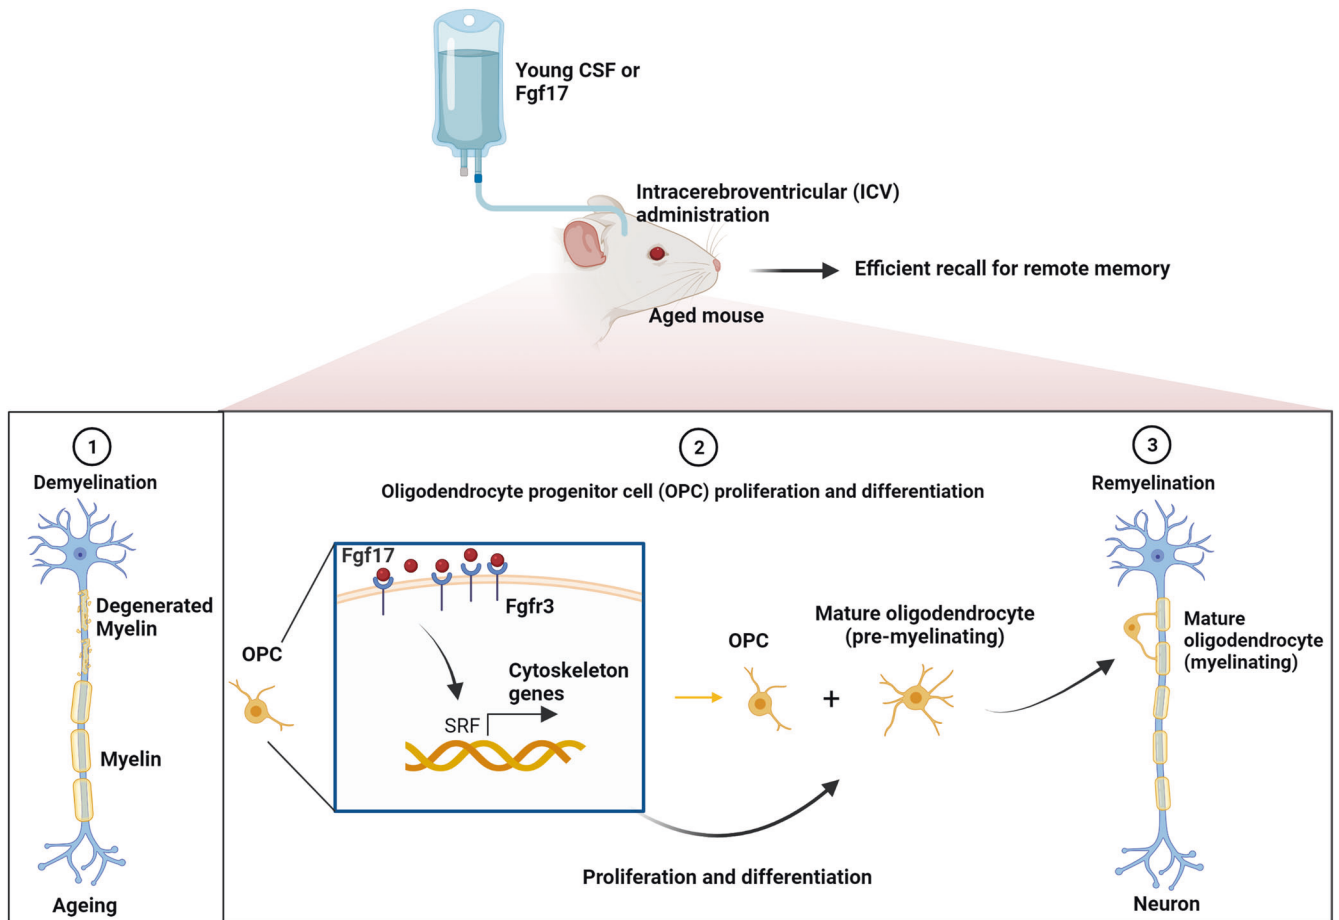 Young CSF or
Fgf17
Intracerebroventricular (ICV)
administration
Efficient recall for remote memory
Aged mouse
1
Demyelination
Degenerated
Myelin
Myelin
Ageing
2
Oligodendrocyte progenitor cell (OPC) proliferation and differentiation
OPC
Fgf17
Fgfr3
Cytoskeleton
genes
SRF
OPC
+
Mature oligodendrocyte
(pre-myelinating)
Proliferation and differentiation
3
Remyelination
Mature
oligodendrocyte
(myelinating)
Neuron